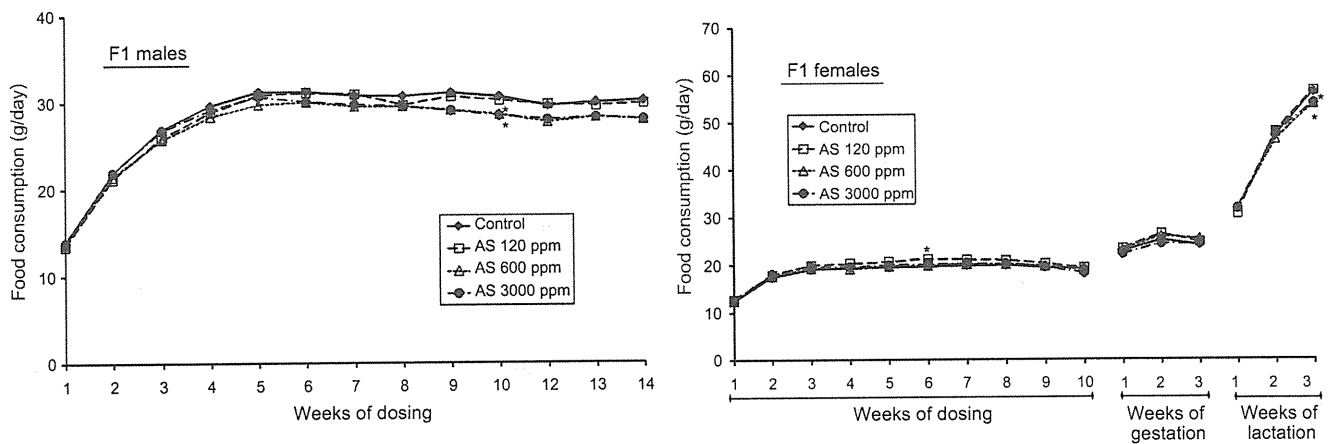 F1 males
Food consumption (g/day)
40
30
20
10
0
Control
AS 120 ppm
AS 600 ppm
AS 3000 ppm
*
*
1 2 3 4 5 6 7 8 9 10 12 13 14
Weeks of dosing
F1 females
Food consumption (g/day)
70
60
50
40
30
20
10
0
Control
AS 120 ppm
AS 600 ppm
AS 3000 ppm
*
*
*
1 2 3 4 5 6 7 8 9 10
Weeks of dosing
1 2 3
Weeks of
gestation
1 2 3
Weeks of
lactation